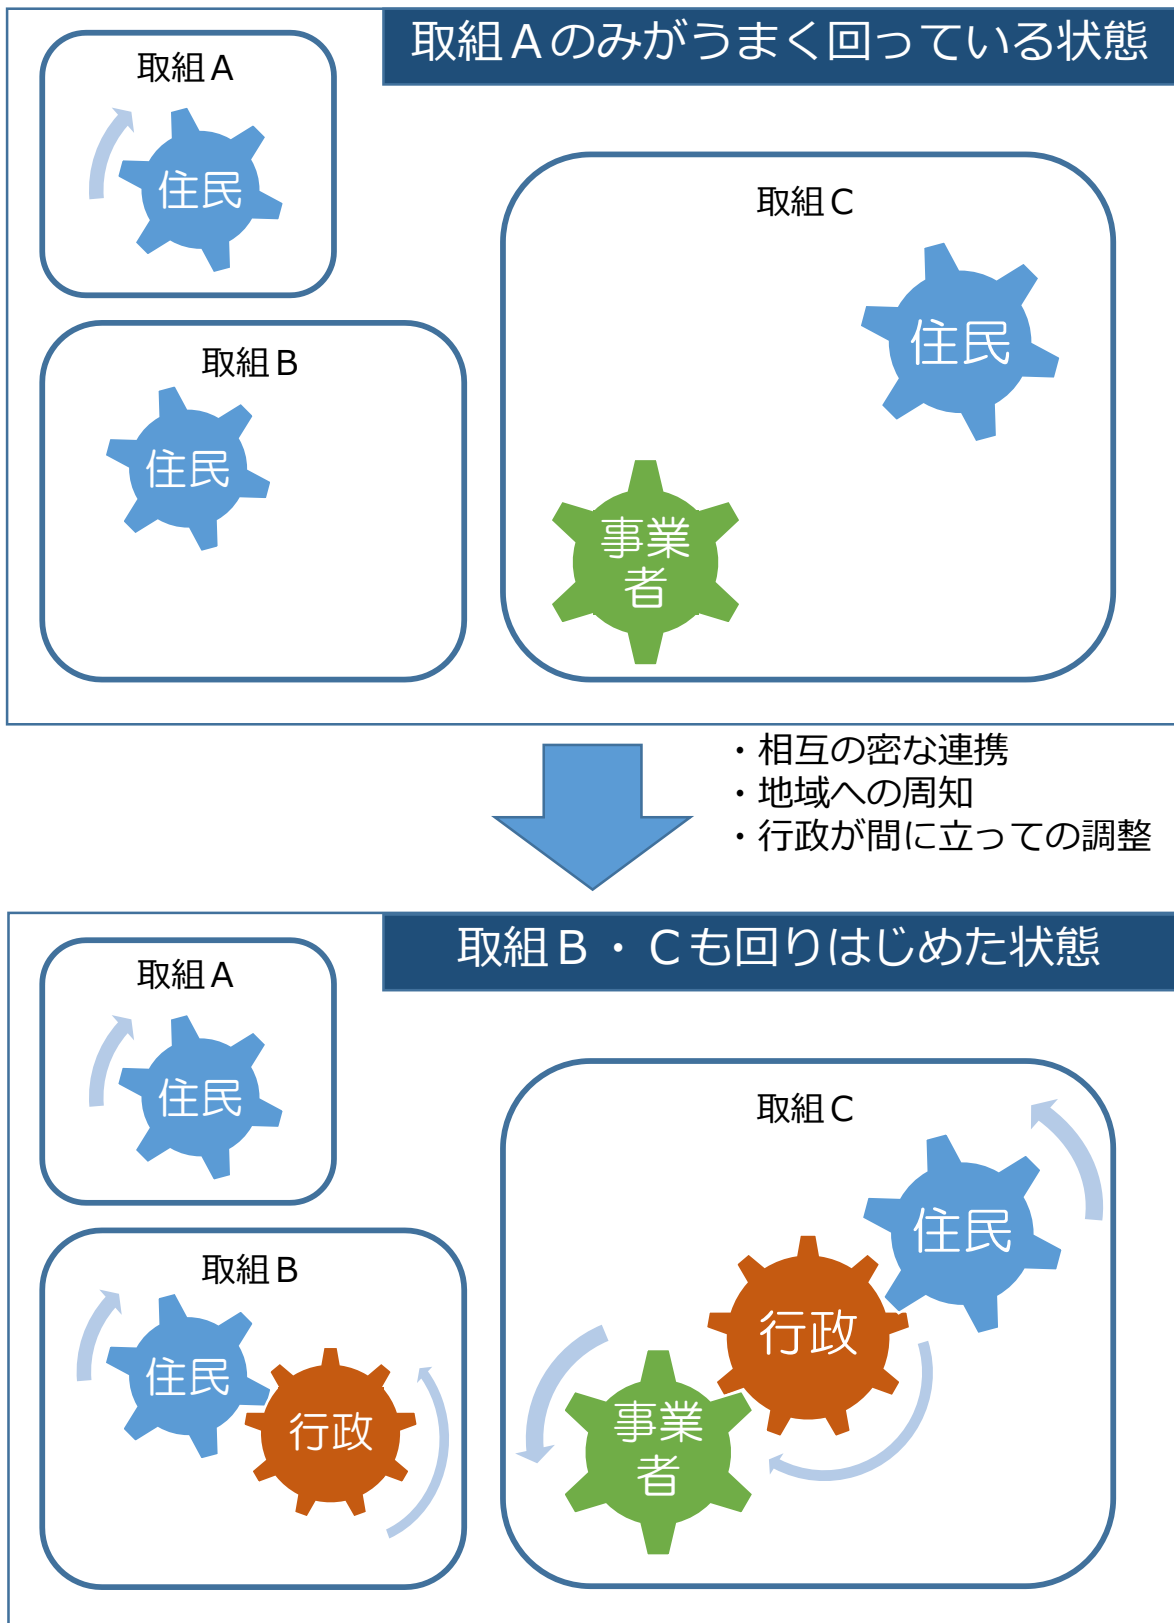 取組Ａのみがうまく回っている状態
取組Ａ
住民
取組Ｂ
住民
取組Ｃ
住民
事業
者
・相互の密な連携
・地域への周知
・行政が間に立っての調整
取組Ｂ・Ｃも回りはじめた状態
取組Ａ
住民
取組Ｂ
住民
行政
取組Ｃ
住民
行政
事業
者